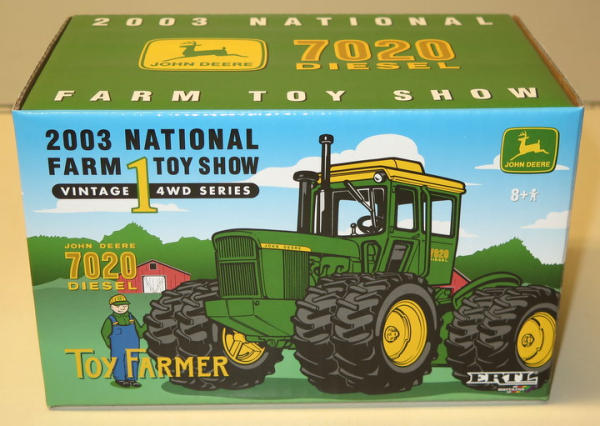 2003 NATIONAL
JOHN DEERE
7020
DIESEL
FARM TOY SHOW
2003 NATIONAL
FARM 1 TOY SHOW
VINTAGE 4WD SERIES
JOHN DEERE
8+
JOHN DEERE
7020
DIESEL
JOHN DEERE
7020
DIESEL
TOY FARMER
ERTL